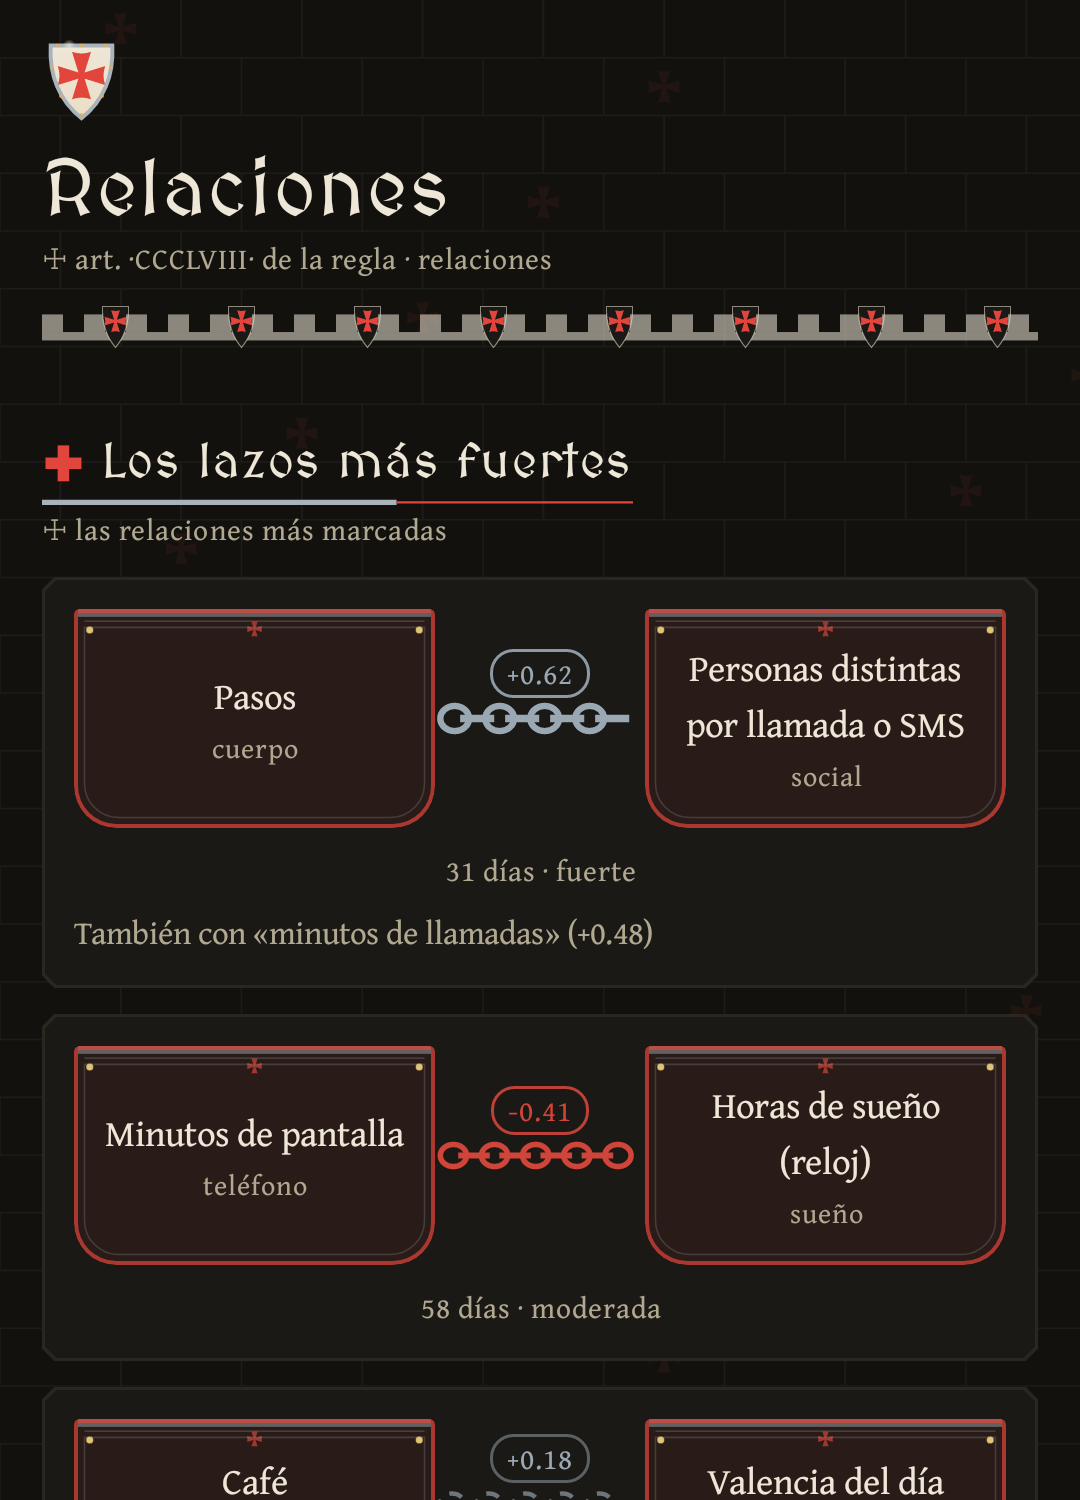 Relaciones
☩ art. ·CCCLVIII· de la regla · relaciones
Los lazos más fuertes
☩ las relaciones más marcadas
Pasos
cuerpo
+0.62
Personas distintas
por llamada o SMS
social
31 días · fuerte
También con «minutos de llamadas» (+0.48)
Minutos de pantalla
teléfono
-0.41
Horas de sueño
(reloj)
sueño
58 días · moderada
Café
+0.18
Valencia del día